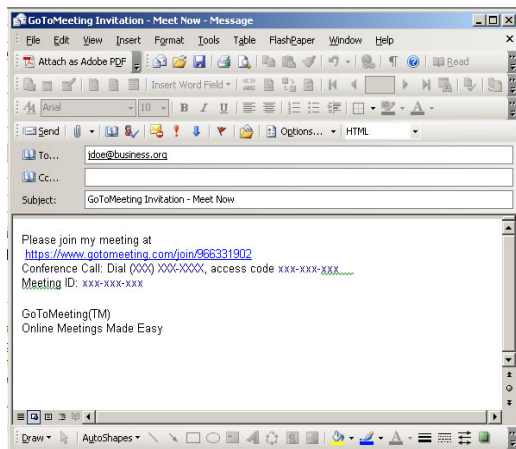 GoToMeeting Invitation - Meet Now - Message
File Edit View Insert Format Tools Table FlashPaper Window Help
Attach as Adobe PDF Read
Insert Word Field
Arial 10 B I U A
Send Options... HTML
To... jdoe@business.org
Cc...
Subject: GoToMeeting Invitation - Meet Now
Please join my meeting at
https://www.gotomeeting.com/join/966331902
Conference Call: Dial (XXX) XXX-XXXX, access code xxx-xxx-xxx
Meeting ID: xxx-xxx-xxx
GoToMeeting(TM)
Online Meetings Made Easy
Draw AutoShapes A